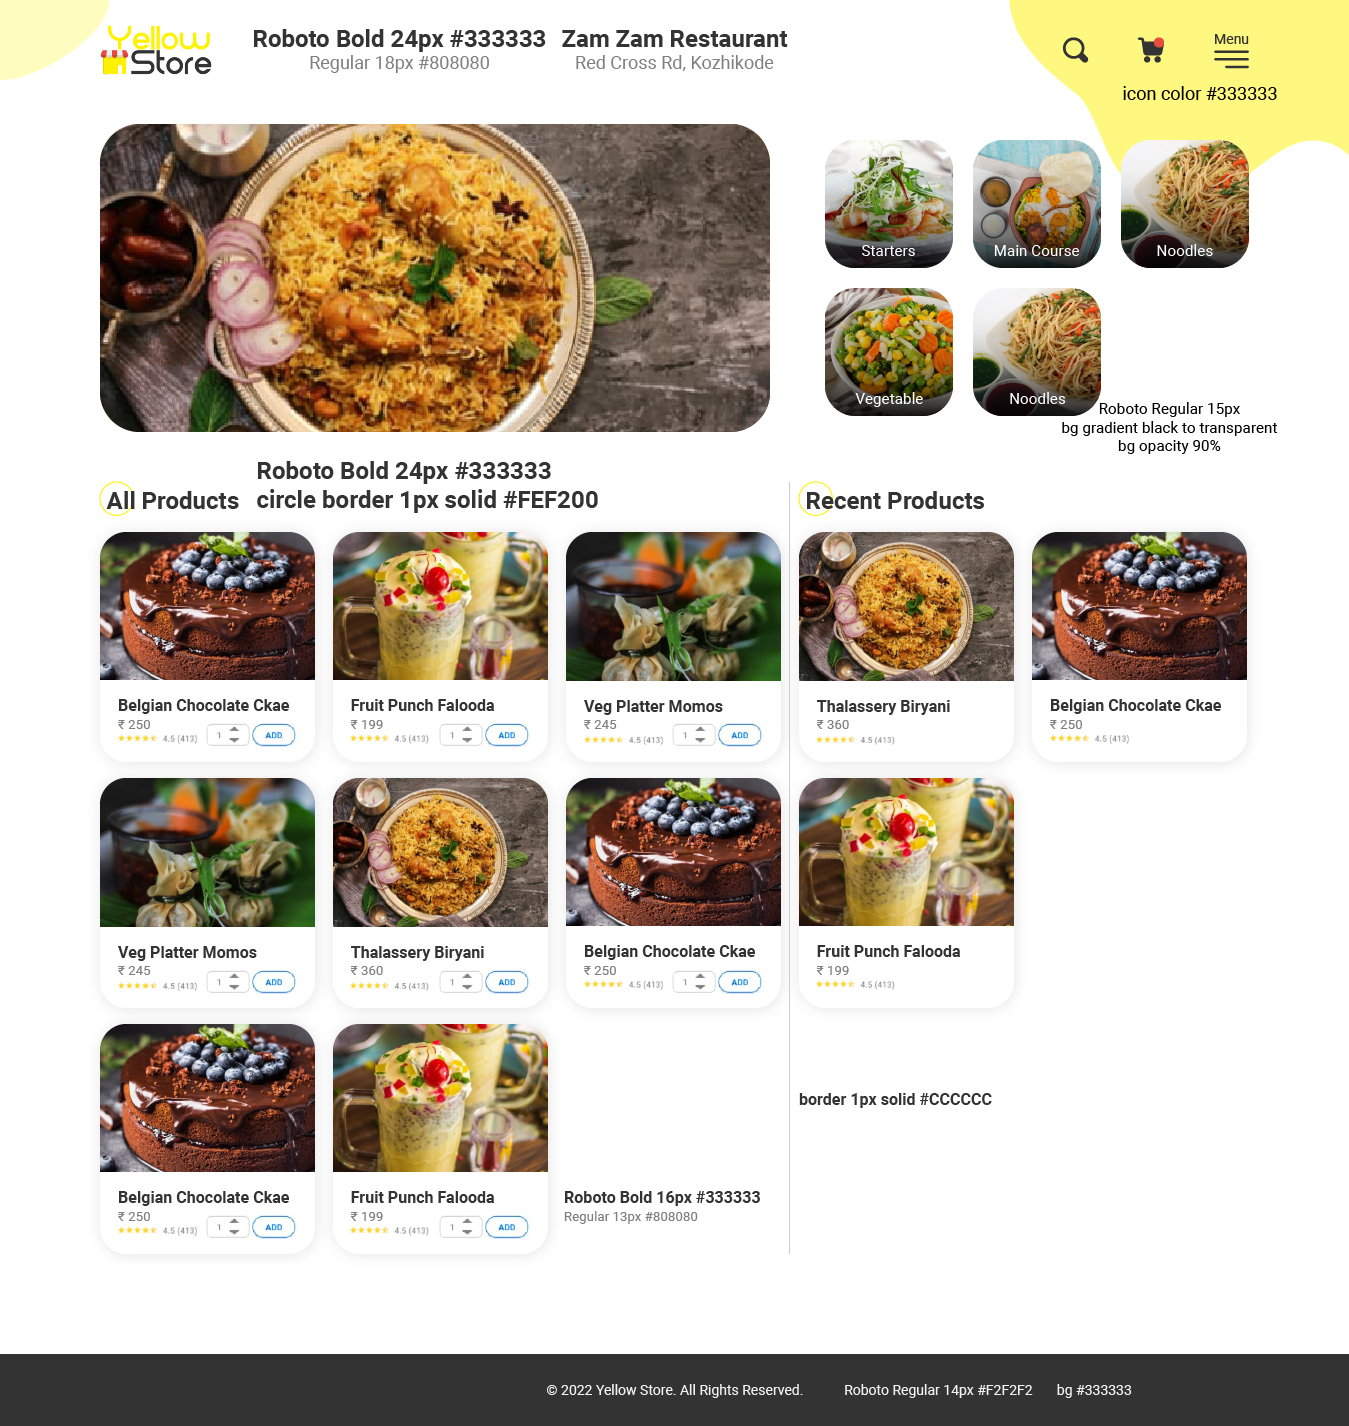 Yellow
Store
Roboto Bold 24px #333333
Regular 18px #808080
Zam Zam Restaurant
Red Cross Rd, Kozhikode
Menu
icon color #333333
Starters
Main Course
Noodles
Vegetable
Noodles
Roboto Regular 15px
bg gradient black to transparent
bg opacity 90%
Roboto Bold 24px #333333
circle border 1px solid #FEF200
All Products
Recent Products
Belgian Chocolate Ckae
₹ 250
4.5 (413)
1
ADD
Fruit Punch Falooda
₹ 199
4.5 (413)
1
ADD
Veg Platter Momos
₹ 245
4.5 (413)
1
ADD
Thalassery Biryani
₹ 360
4.5 (413)
Belgian Chocolate Ckae
₹ 250
4.5 (413)
Veg Platter Momos
₹ 245
4.5 (413)
1
ADD
Thalassery Biryani
₹ 360
4.5 (413)
1
ADD
Belgian Chocolate Ckae
₹ 250
4.5 (413)
1
ADD
Fruit Punch Falooda
₹ 199
4.5 (413)
border 1px solid #CCCCCC
Belgian Chocolate Ckae
₹ 250
4.5 (413)
1
ADD
Fruit Punch Falooda
₹ 199
4.5 (413)
1
ADD
Roboto Bold 16px #333333
Regular 13px #808080
© 2022 Yellow Store. All Rights Reserved.
Roboto Regular 14px #F2F2F2
bg #333333